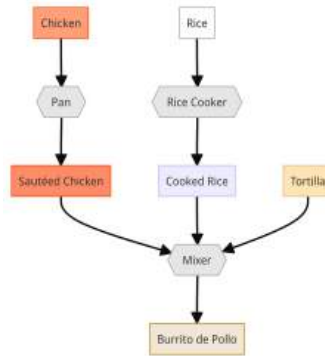 Chicken
Rice
Pan
Rice Cooker
Sautéed Chicken
Cooked Rice
Tortilla
Mixer
Burrito de Pollo